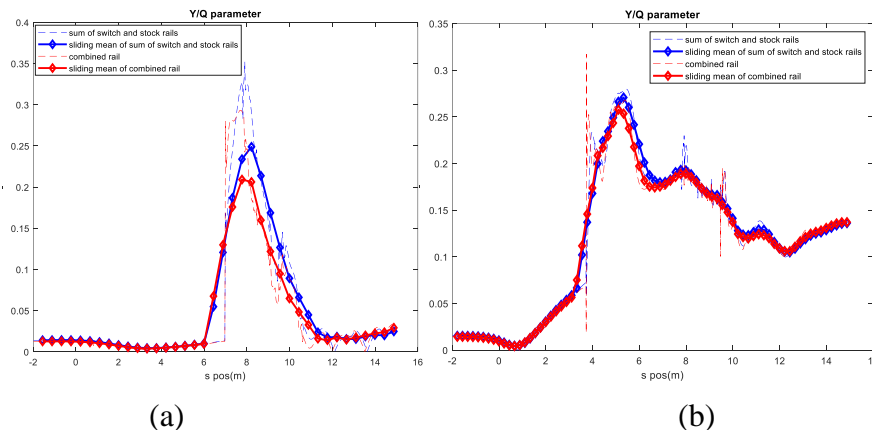 Y/Q parameter
sum of switch and stock rails
sliding mean of sum of switch and stock rails
combined rail
sliding mean of combined rail
0.4
0.35
0.3
0.25
0.2
0.15
0.1
0.05
0
-2 0 2 4 6 8 10 12 14 16
s pos(m)
(a)
Y/Q parameter
sum of switch and stock rails
sliding mean of sum of switch and stock rails
combined rail
sliding mean of combined rail
0.35
0.3
0.25
0.2
0.15
0.1
0.05
0
-2 0 2 4 6 8 10 12 14 16
s pos(m)
(b)